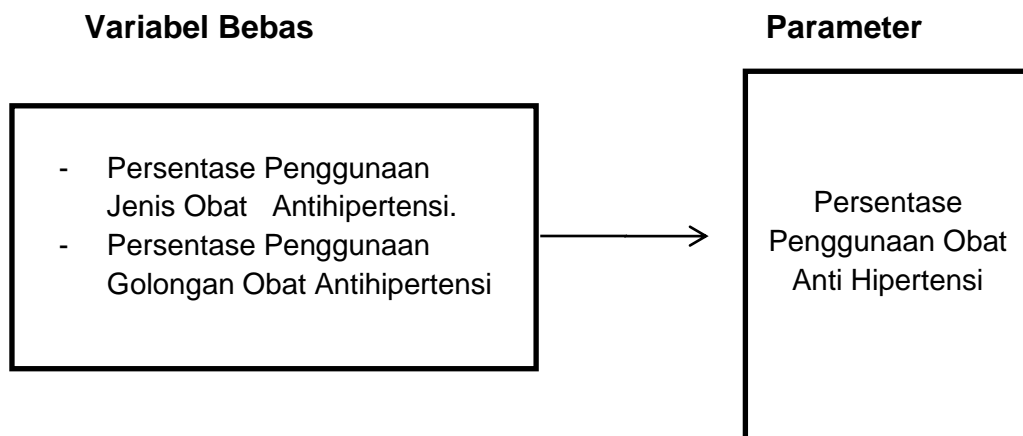 Variabel Bebas
Parameter
- Persentase Penggunaan
Jenis Obat Antihipertensi.
- Persentase Penggunaan
Golongan Obat Antihipertensi
Persentase
Penggunaan Obat
Anti Hipertensi